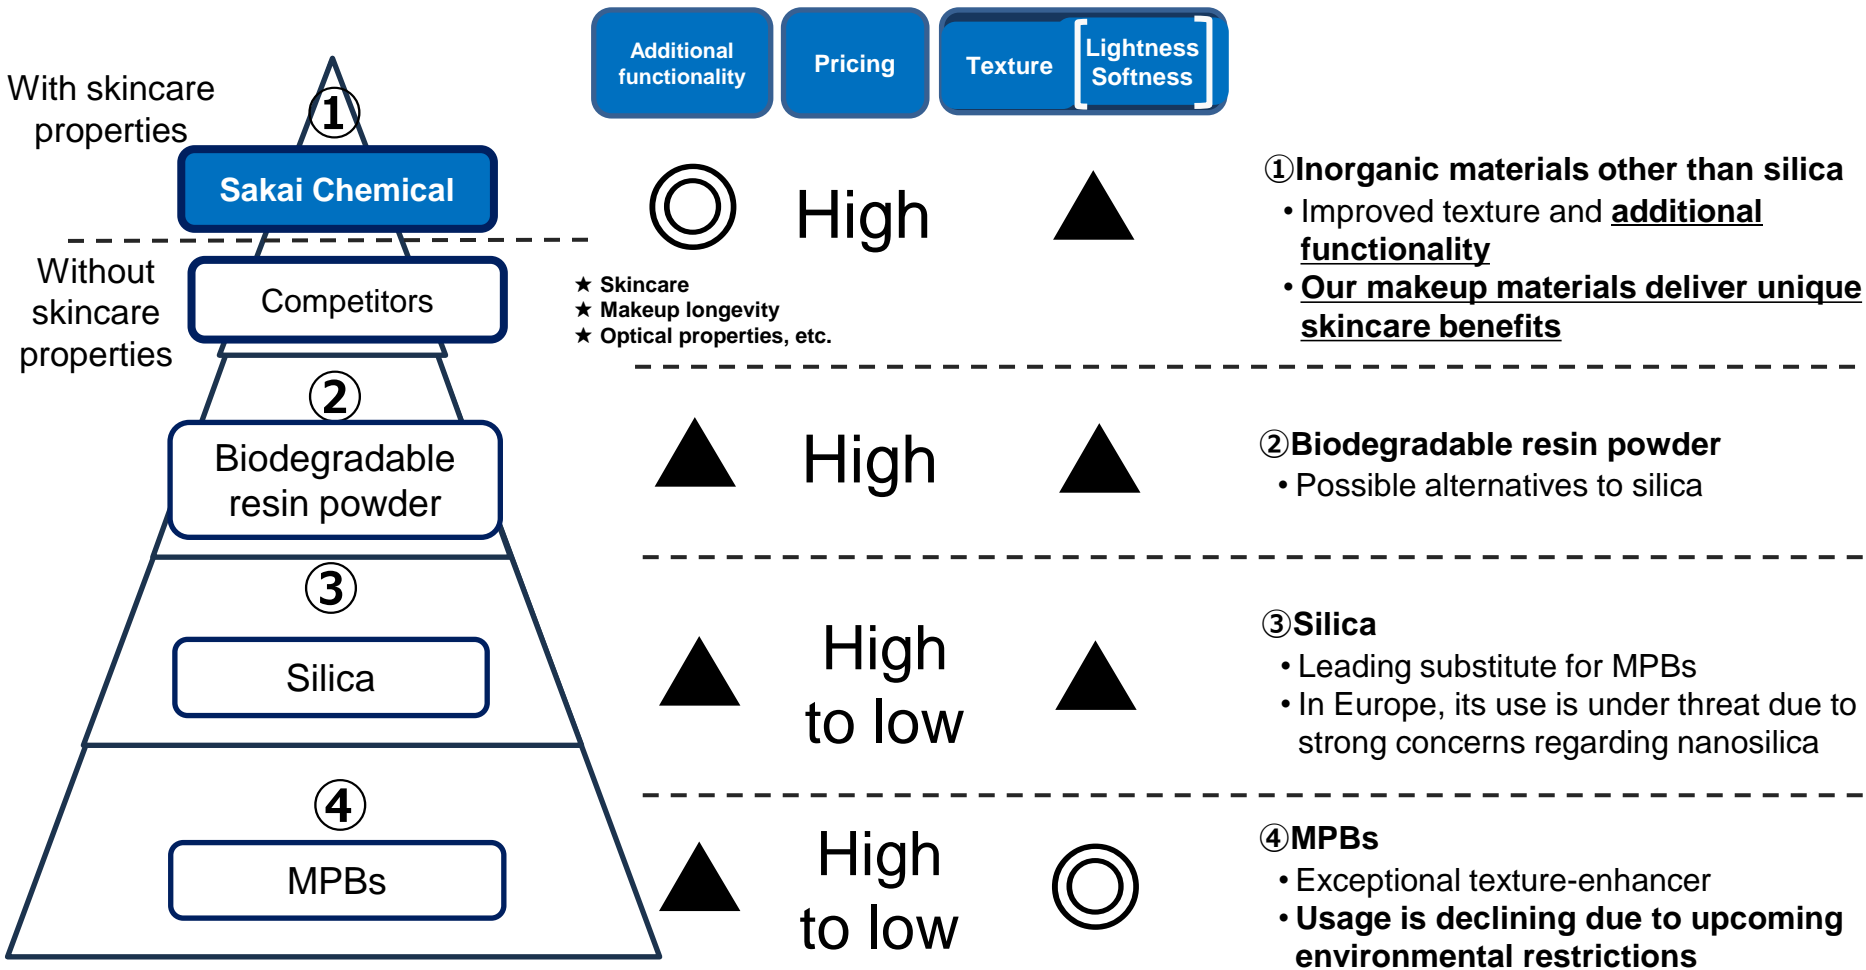 Additional
functionality
Pricing
Texture
Lightness
Softness
With skincare
properties
①
Sakai Chemical
Without
skincare
properties
Competitors
②
Biodegradable
resin powder
③
Silica
④
MPBs
High
★ Skincare
★ Makeup longevity
★ Optical properties, etc.
High
High
to low
High
to low
①Inorganic materials other than silica
• Improved texture and additional
functionality
• Our makeup materials deliver unique
skincare benefits
②Biodegradable resin powder
• Possible alternatives to silica
③Silica
• Leading substitute for MPBs
• In Europe, its use is under threat due to
strong concerns regarding nanosilica
④MPBs
• Exceptional texture-enhancer
• Usage is declining due to upcoming
environmental restrictions